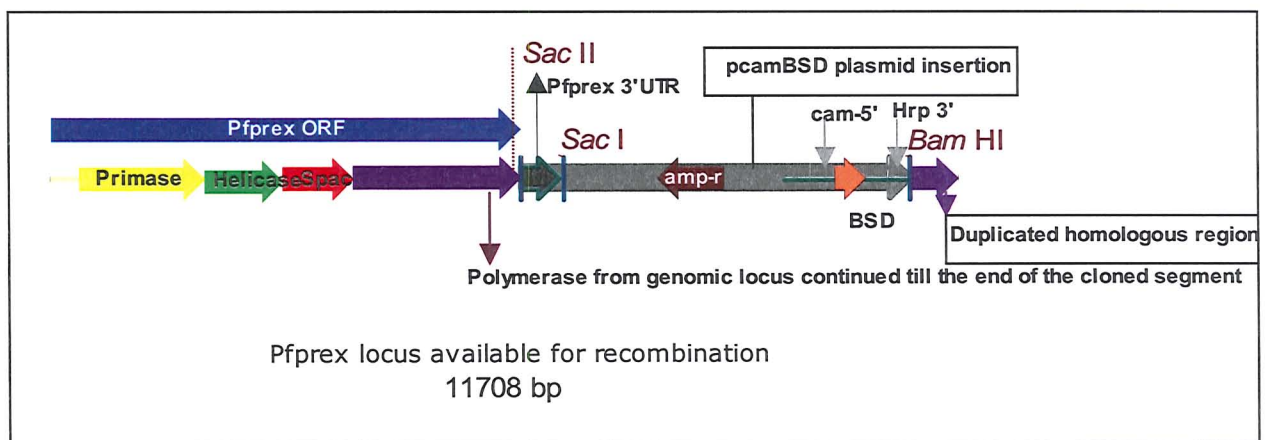 Sac II
pcamBSD plasmid insertion
Pfprex 3'UTR
cam-5' Hrp 3'
Pfprex ORF
Sac I
Bam HI
Primase
Helicase
Spac
amp-r
BSD
Duplicated homologous region
Polymerase from genomic locus continued till the end of the cloned segment
Pfprex locus available for recombination
11708 bp